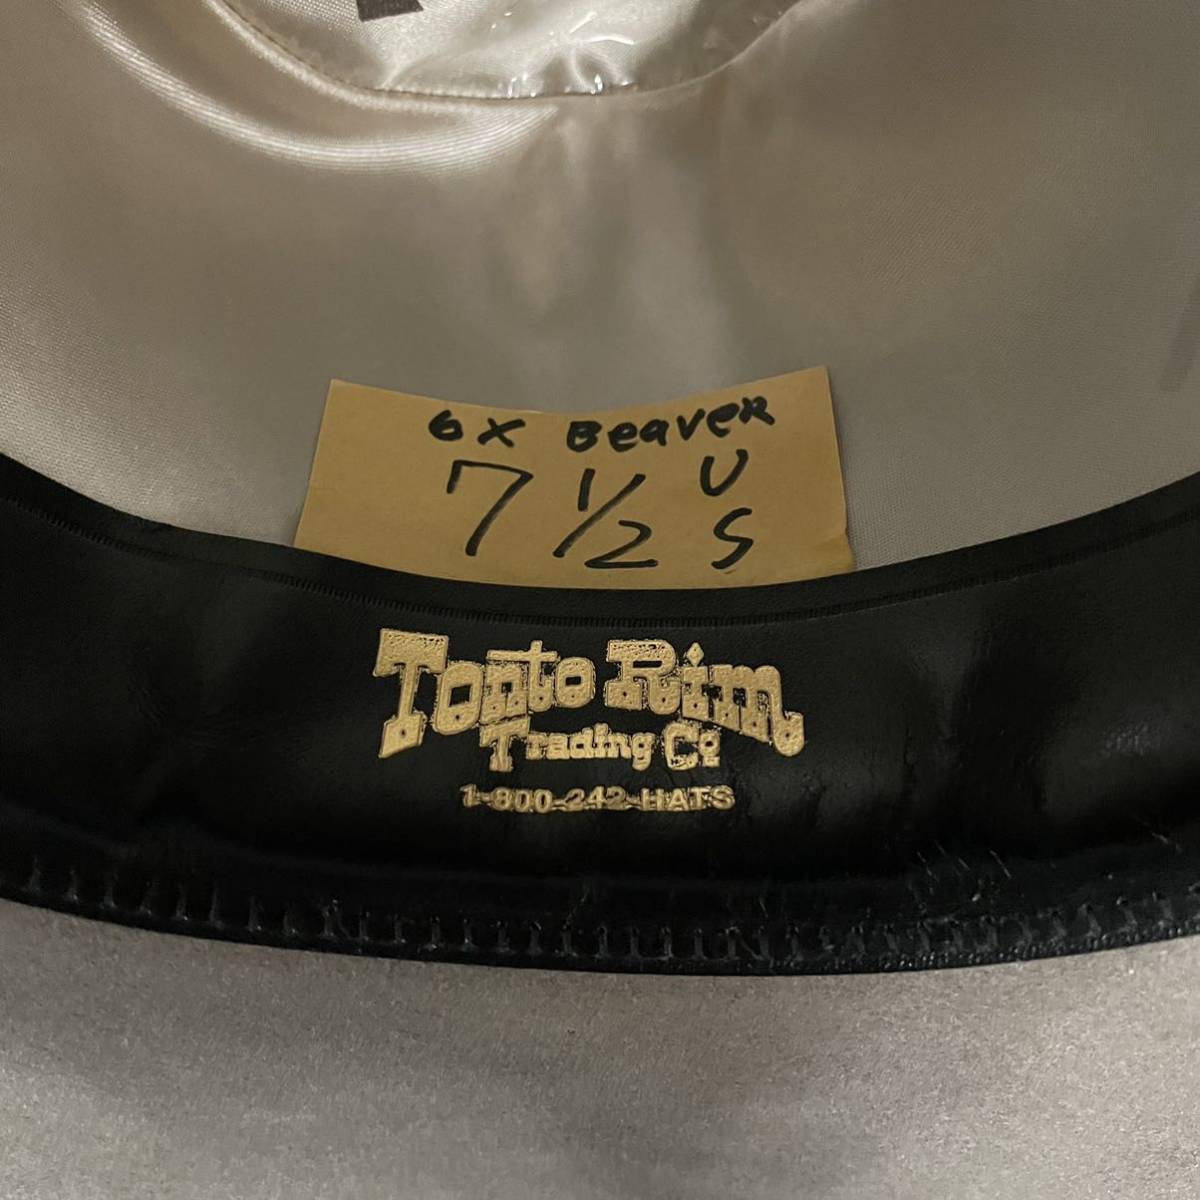 6X BeaveR
7 1/2 U S
Tonto Rim
Trading Co
1-800-242-HATS